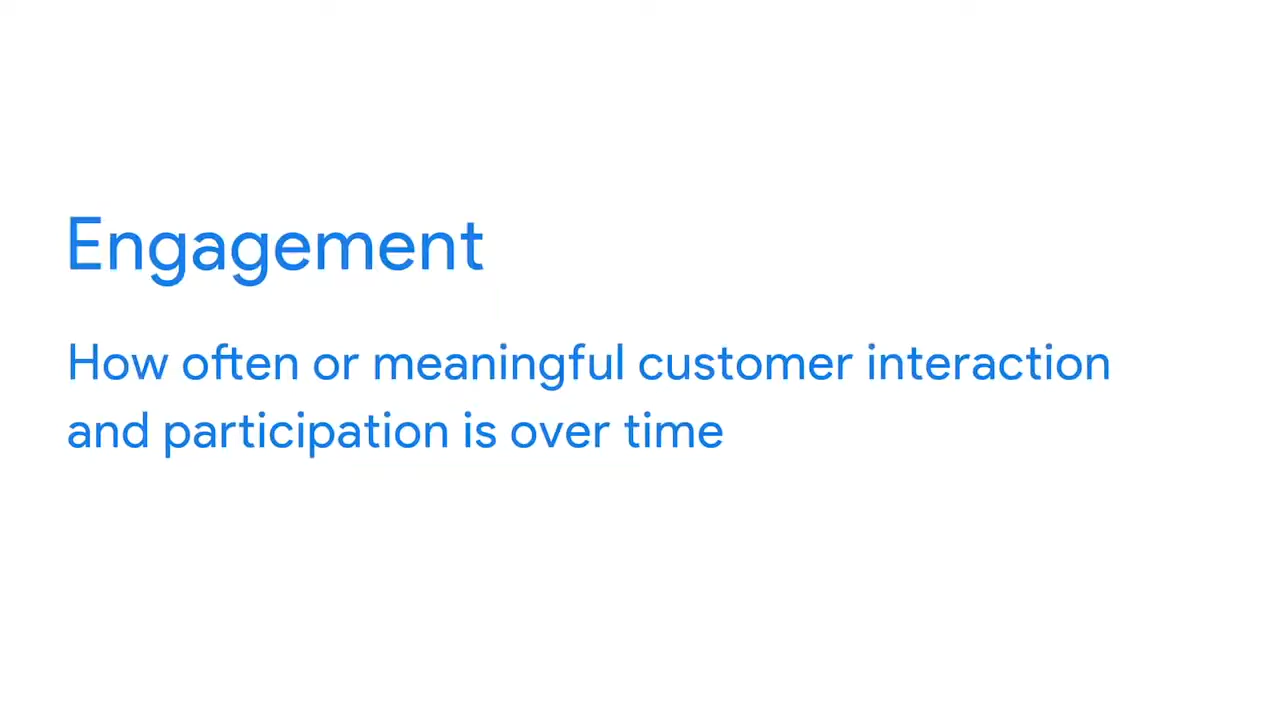 Engagement
How often or meaningful customer interaction
and participation is over time